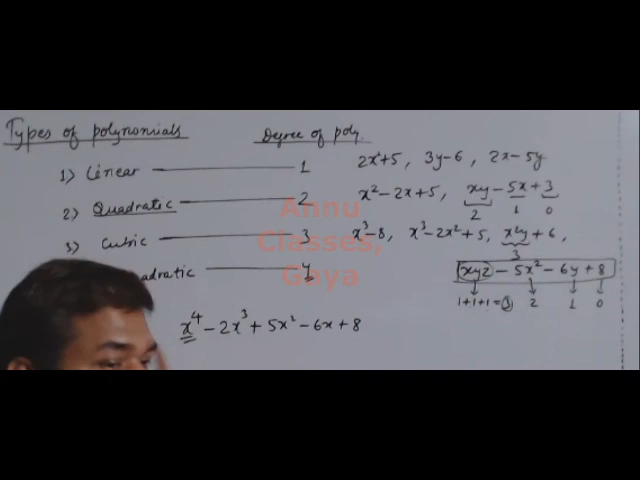 Types of polynomials Degree of poly.
1) Linear 1 2x+5, 3y-6, 2x-5y
2) Quadratic 2 x²-2x+5, xy-5x+3
2 1 0
3) Cubic 3 x³-8, x³-2x²+5, x²y+6,
3
adratic 4 xyz-5x²-6y+8
1+1+1=3 2 1 0
x⁴-2x³+5x²-6x+8
Annu
Classes,
Gaya